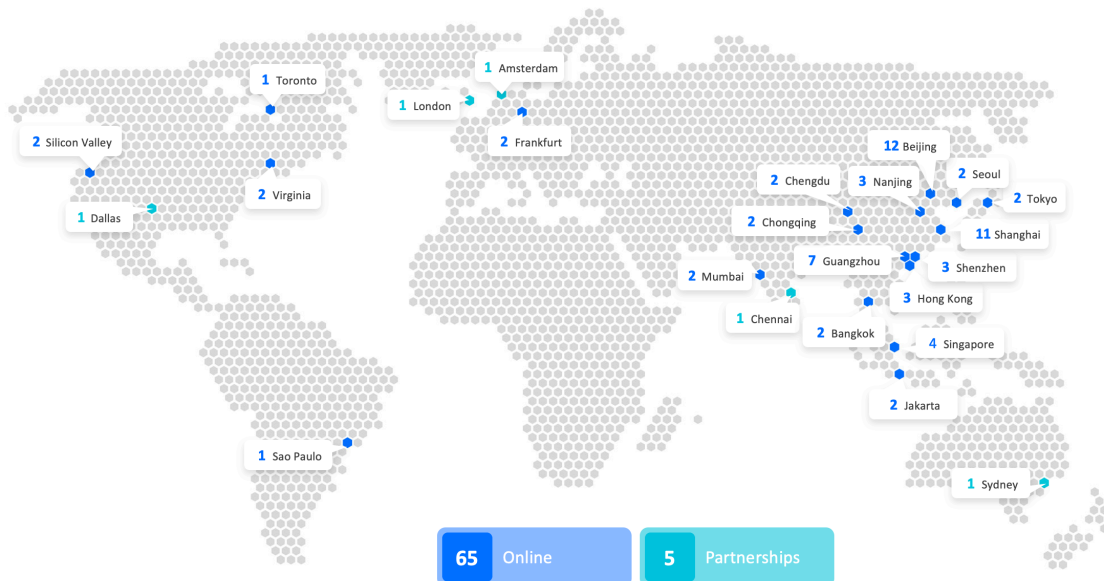 1 Amsterdam
1 Toronto
1 London
2 Silicon Valley
2 Frankfurt
12 Beijing
2 Virginia
2 Chengdu
3 Nanjing
2 Seoul
2 Tokyo
1 Dallas
2 Chongqing
11 Shanghai
7 Guangzhou
3 Shenzhen
2 Mumbai
3 Hong Kong
1 Chennai
2 Bangkok
4 Singapore
2 Jakarta
1 Sao Paulo
1 Sydney
65 Online
5 Partnerships